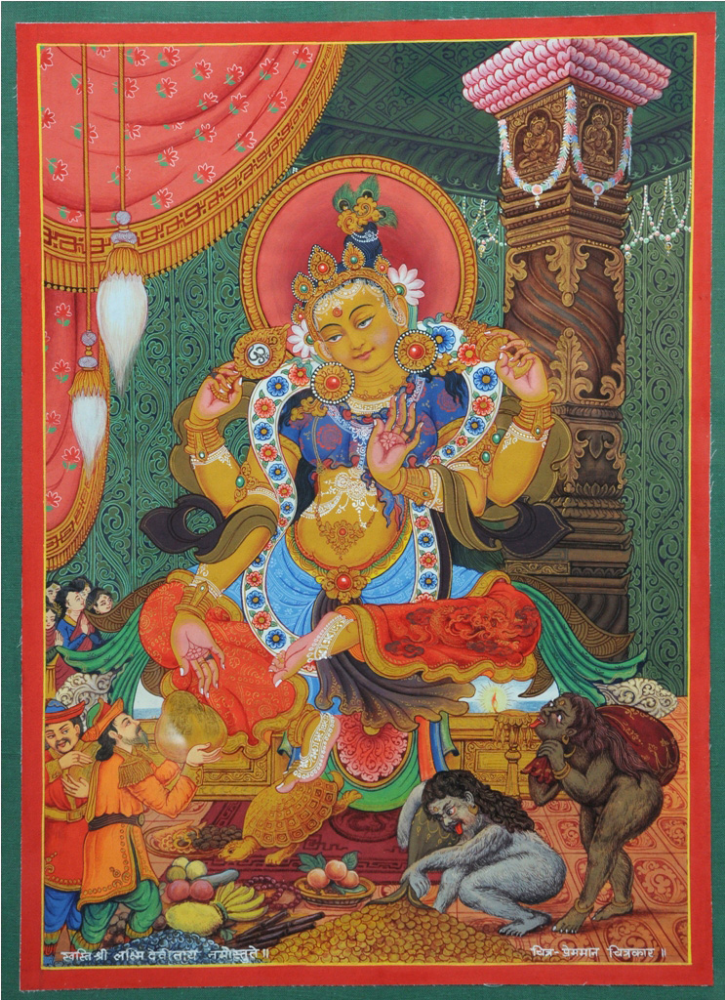 ॐ
स्वस्ति श्री लक्ष्मि नमोस्तुते ॥
चित्र- प्रेममान चित्रकार ॥